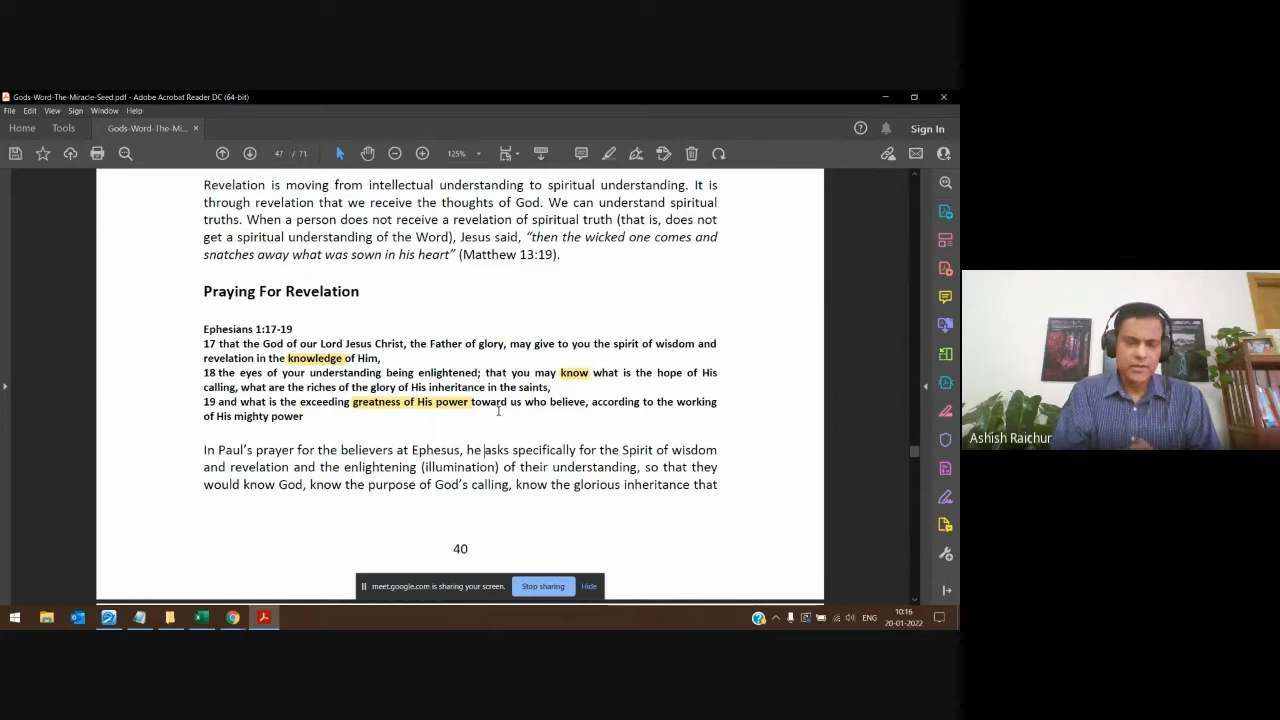 Gods-Word-The-Miracle-Seed.pdf - Adobe Acrobat Reader DC (64-bit)
File Edit View Sign Window Help
Home Tools Gods-Word-The-Mi... × Sign In
47 / 71 125%
Revelation is moving from intellectual understanding to spiritual understanding. It is
through revelation that we receive the thoughts of God. We can understand spiritual
truths. When a person does not receive a revelation of spiritual truth (that is, does not
get a spiritual understanding of the Word), Jesus said, “then the wicked one comes and
snatches away what was sown in his heart” (Matthew 13:19).
Praying For Revelation
Ephesians 1:17-19
17 that the God of our Lord Jesus Christ, the Father of glory, may give to you the spirit of wisdom and
revelation in the knowledge of Him,
18 the eyes of your understanding being enlightened; that you may know what is the hope of His
calling, what are the riches of the glory of His inheritance in the saints,
19 and what is the exceeding greatness of His power toward us who believe, according to the working
of His mighty power
In Paul’s prayer for the believers at Ephesus, he asks specifically for the Spirit of wisdom
and revelation and the enlightening (illumination) of their understanding, so that they
would know God, know the purpose of God’s calling, know the glorious inheritance that
40
meet.google.com is sharing your screen. Stop sharing Hide
Ashish Raichur
ENG
10:16
20-01-2022